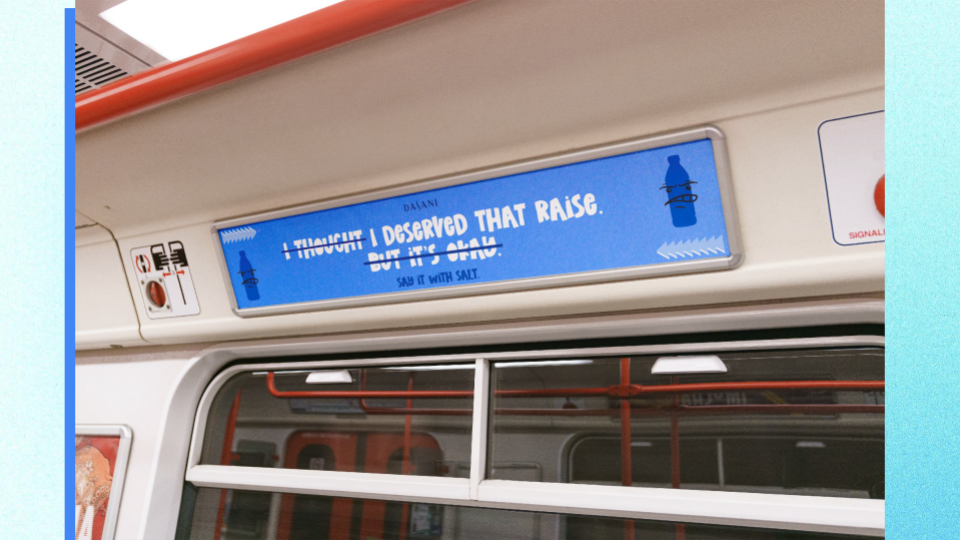 DASANI
I THOUGHT I DESERVED THAT RAISE.
BUT IT'S OKAY.
SAY IT WITH SALT.
SIGNAL